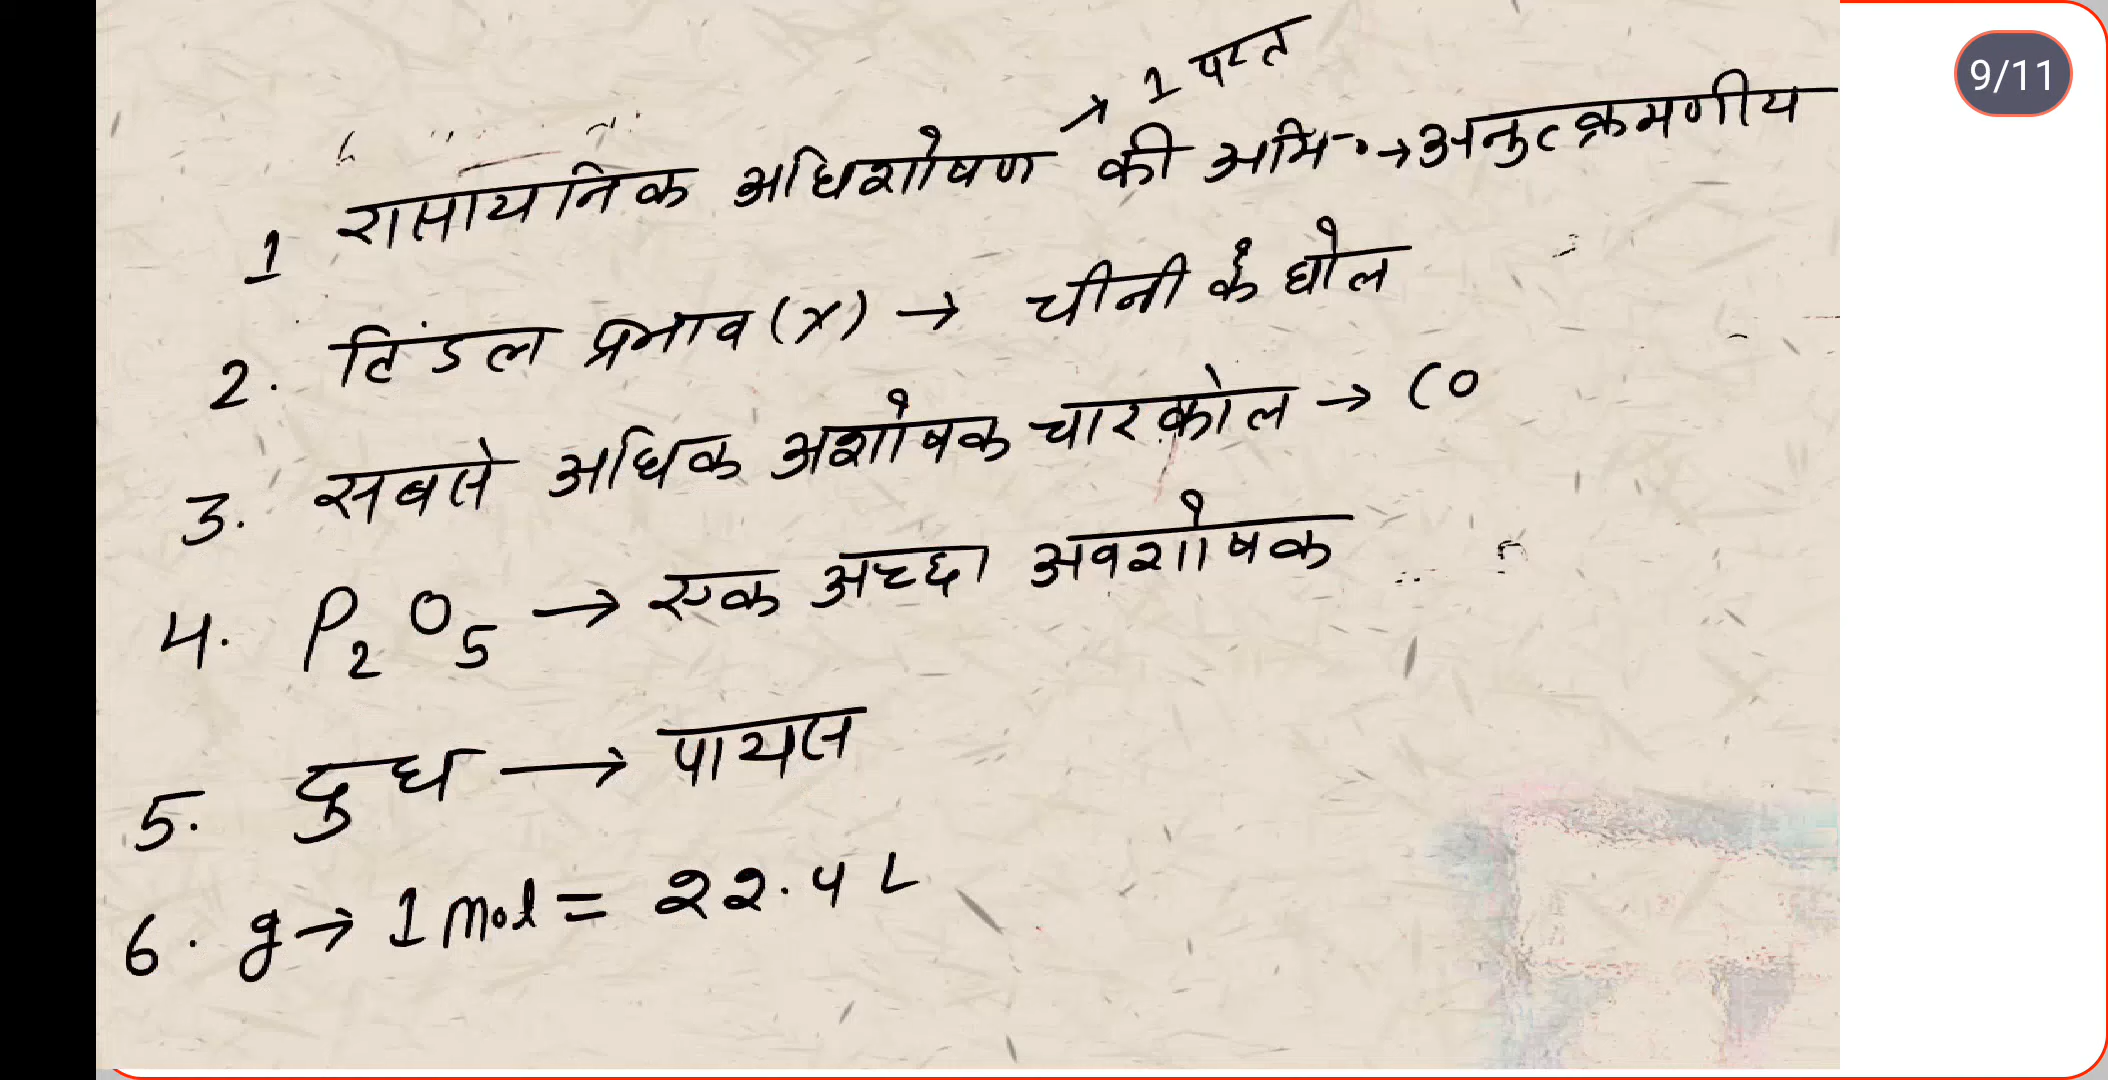 9/11
→ 1 परत
1 रासायनिक अधिशोषण की अभि॰ → अनुत्क्रमणीय
2. टिंडल प्रभाव (x) → चीनी के घोल
3. सबसे अधिक अशोषक चारकोल → CO
4. P₂O₅ → एक अच्छा अवशोषक
5. दुध → पायस
6. g → 1 mol = 22.4 L